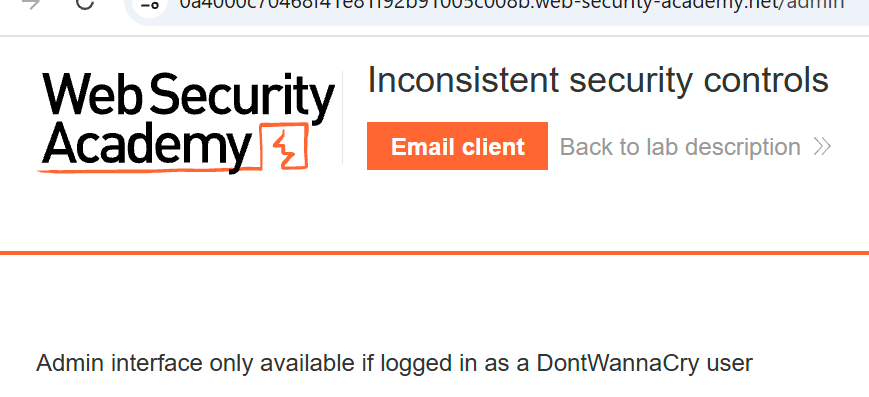 web-security-academy.net/admin
Inconsistent security controls
Web Security
Academy
Email client
Back to lab description
Admin interface only available if logged in as a DontWannaCry user